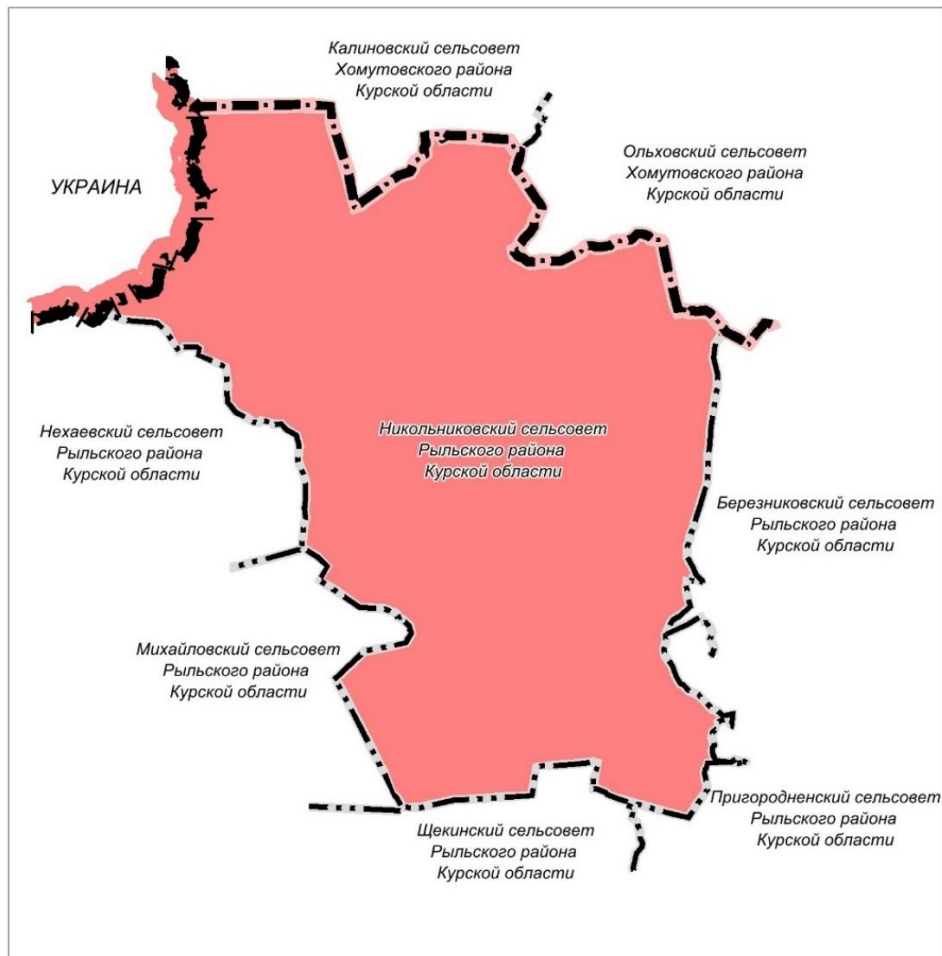 Калиновский сельсовет
Хомутовского района
Курской области
Ольховский сельсовет
Хомутовского района
Курской области
УКРАИНА
Нехаевский сельсовет
Рыльского района
Курской области
Никольниковский сельсовет
Рыльского района
Курской области
Березниковский сельсовет
Рыльского района
Курской области
Михайловский сельсовет
Рыльского района
Курской области
Щекинский сельсовет
Рыльского района
Курской области
Пригородненский сельсовет
Рыльского района
Курской области